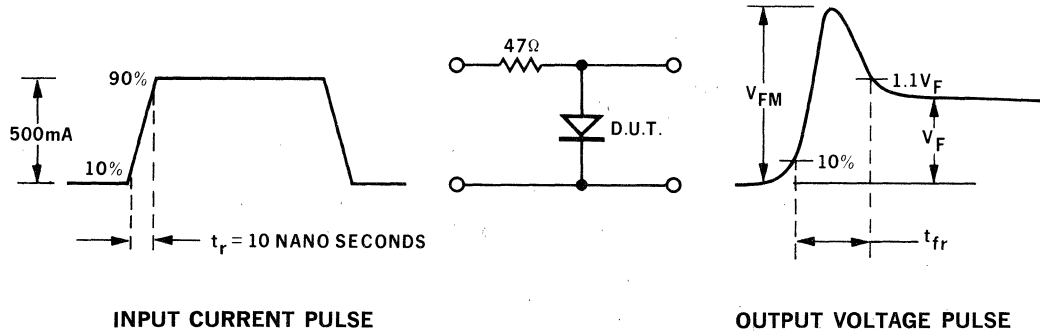 90%
500mA
10%
t_r = 10 NANO SECONDS
INPUT CURRENT PULSE
47Ω
D.U.T.
V_FM
1.1V_F
V_F
10%
t_fr
OUTPUT VOLTAGE PULSE